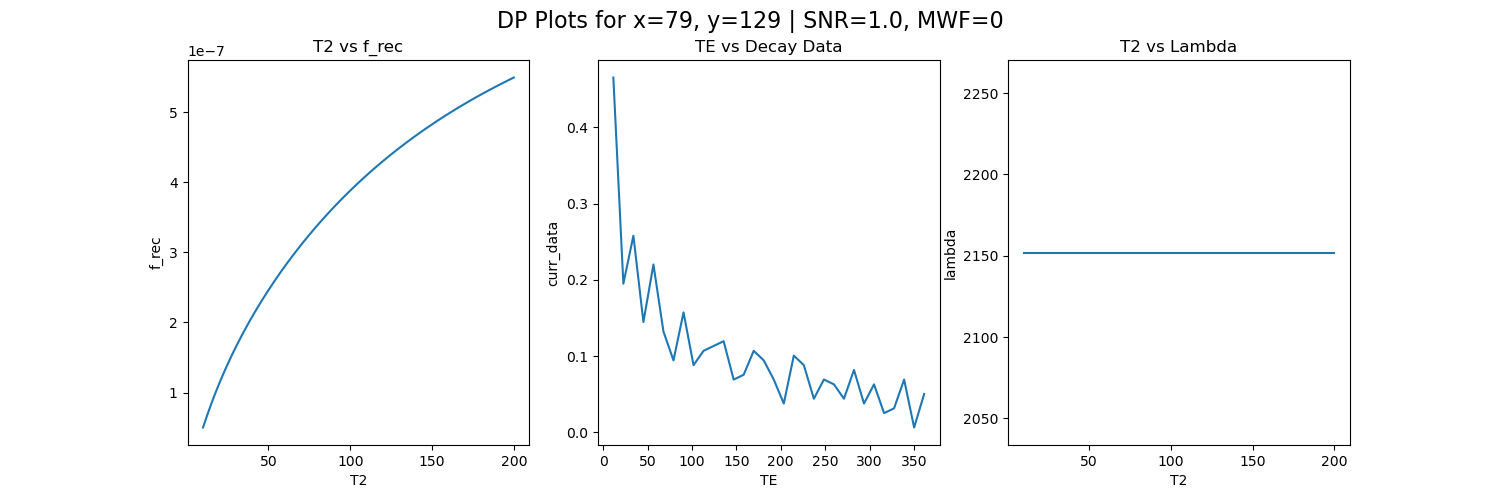 DP Plots for x=79, y=129 | SNR=1.0, MWF=0
T2 vs f_rec
1e−7
5
4
3
2
1
f_rec
50
100
150
200
T2
TE vs Decay Data
0.4
0.3
0.2
0.1
0.0
curr_data
0
50
100
150
200
250
300
350
TE
T2 vs Lambda
2250
2200
2150
2100
2050
lambda
50
100
150
200
T2